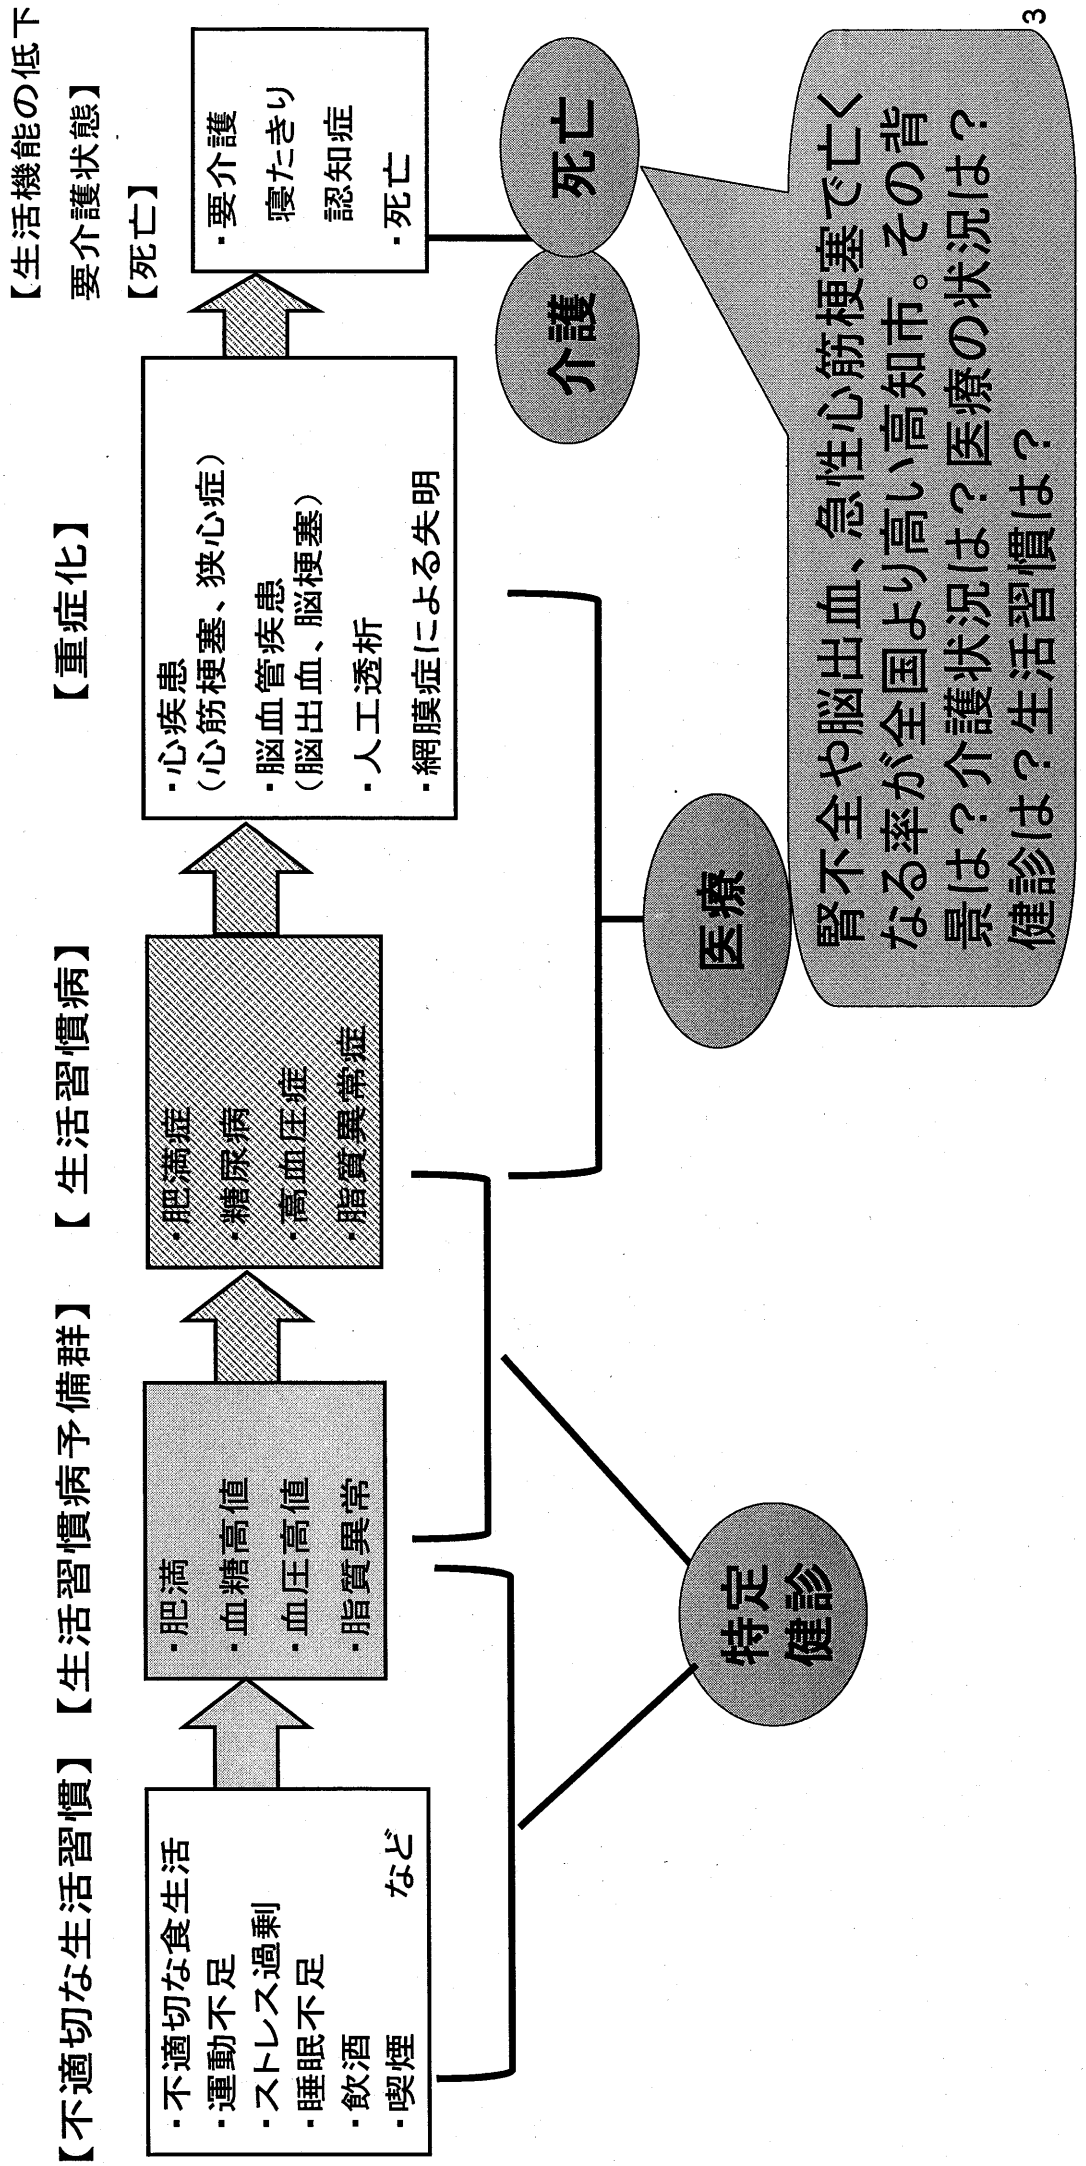 【不適切な生活習慣】
・不適切な食生活
・運動不足
・ストレス過剰
・睡眠不足
・飲酒
・喫煙
など
【生活習慣病予備群】
・肥満
・血糖高値
・血圧高値
・脂質異常
【生活習慣病】
・肥満症
・糖尿病
・高血圧症
・脂質異常症
【重症化】
・心疾患
（心筋梗塞、狭心症）
・脳血管疾患
（脳出血、脳梗塞）
・人工透析
・網膜症による失明
【生活機能の低下
要介護状態】
【死亡】
・要介護
寝たきり
認知症
・死亡
特定
健診
医療
介護
死亡
腎不全や脳出血、急性心筋梗塞で亡く
なる率が全国より高い高知市。その背
景は？介護状況は？医療の状況は？
健診は？生活習慣は？
3